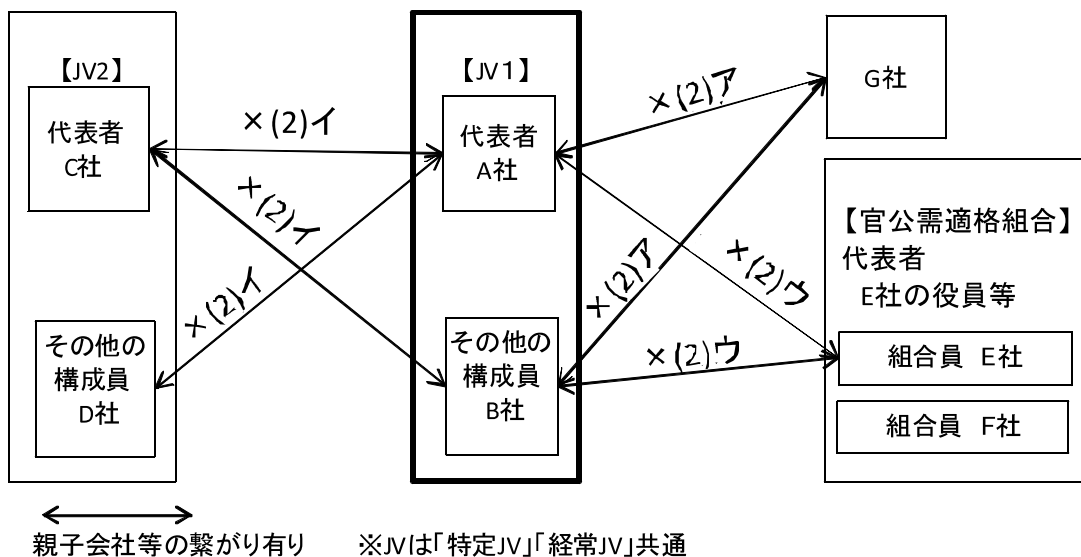 【JV2】
代表者
C社
その他の
構成員
D社
×(2)イ
×(2)イ
×(2)イ
【JV1】
代表者
A社
その他の
構成員
B社
×(2)ア
×(2)ア
×(2)ウ
×(2)ウ
G社
【官公需適格組合】
代表者
E社の役員等
組合員 E社
組合員 F社
親子会社等の繋がり有り ※JVは「特定JV」「経常JV」共通